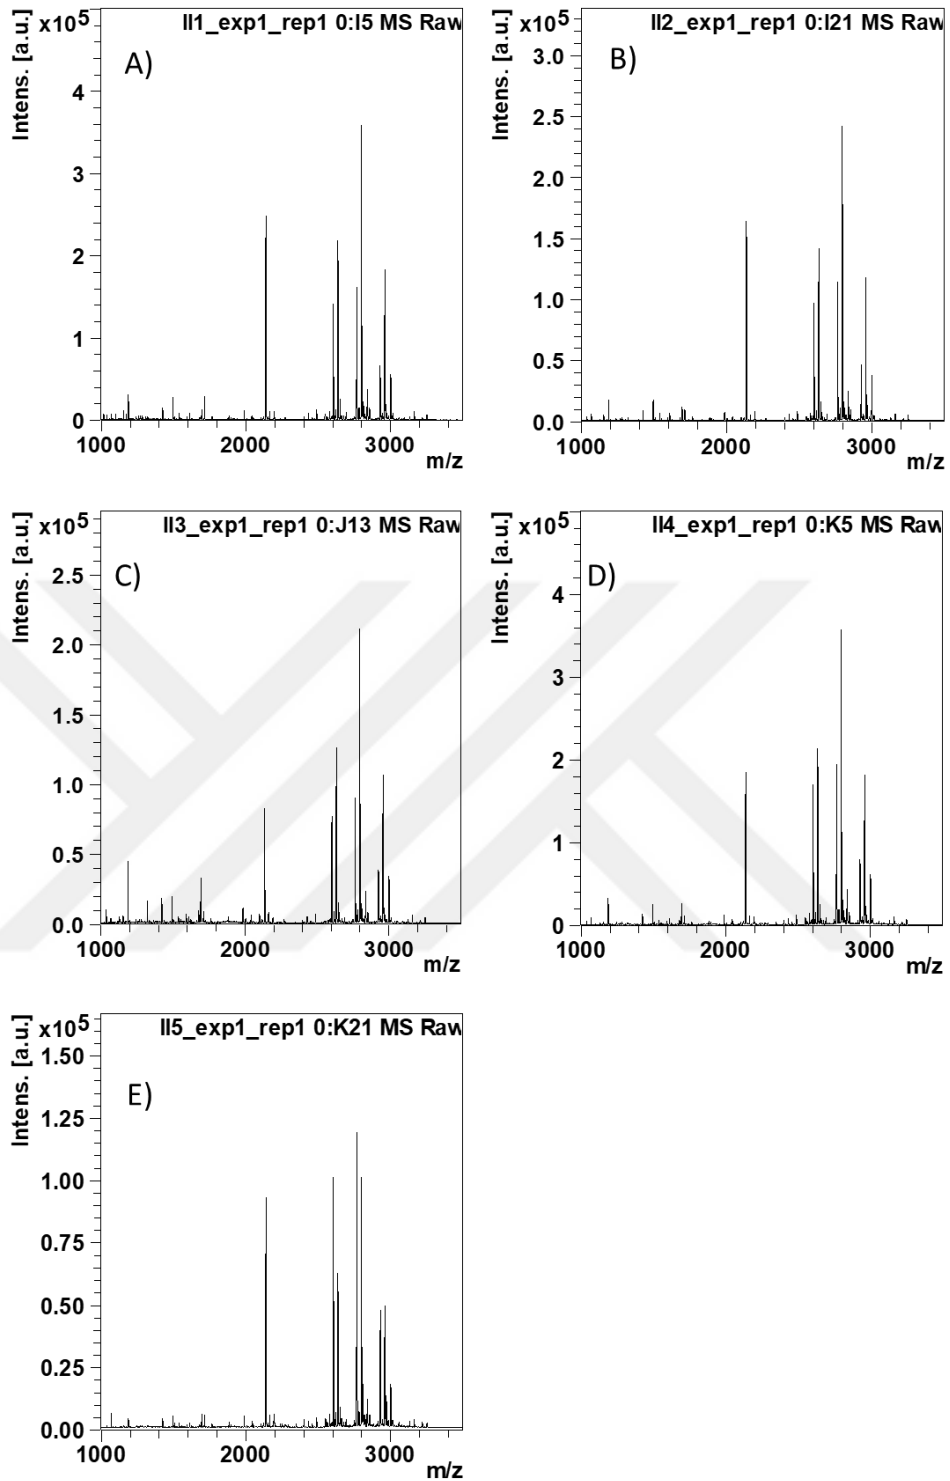 x10⁵ II1_exp1_rep1 0:I5 MS Raw
Intens. [a.u.]
A)
4
3
2
1
0
1000 2000 3000
m/z
x10⁵ II2_exp1_rep1 0:I21 MS Raw
Intens. [a.u.]
B)
3.0
2.5
2.0
1.5
1.0
0.5
0.0
1000 2000 3000
m/z
x10⁵ II3_exp1_rep1 0:J13 MS Raw
Intens. [a.u.]
C)
2.5
2.0
1.5
1.0
0.5
0.0
1000 2000 3000
m/z
x10⁵ II4_exp1_rep1 0:K5 MS Raw
Intens. [a.u.]
D)
4
3
2
1
0
1000 2000 3000
m/z
x10⁵ II5_exp1_rep1 0:K21 MS Raw
Intens. [a.u.]
E)
1.50
1.25
1.00
0.75
0.50
0.25
0.00
1000 2000 3000
m/z